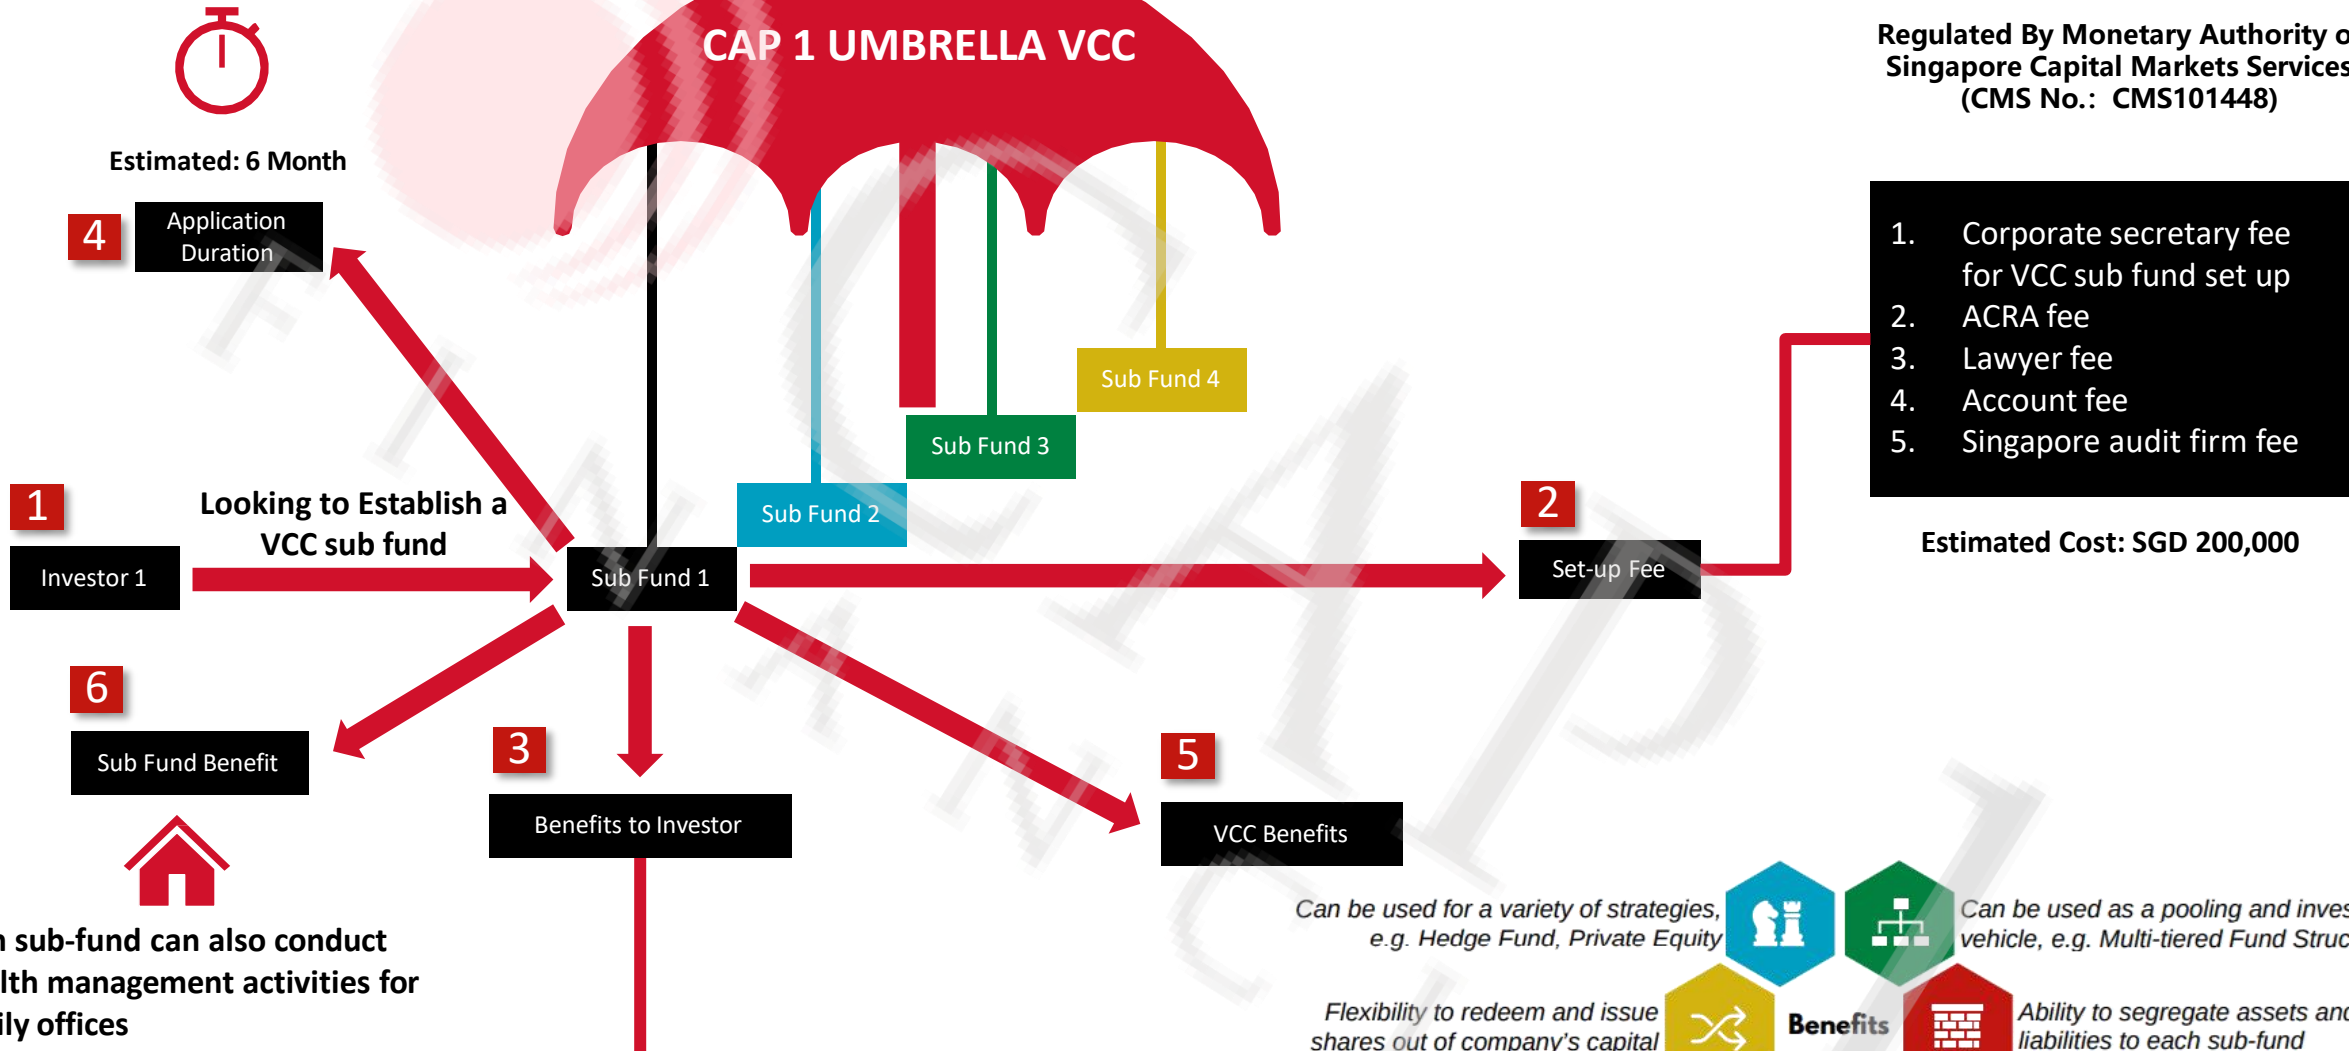 CAP 1 UMBRELLA VCC
Regulated By Monetary Authority
Singapore Capital Markets Services
(CMS No.: CMS101448)
Estimated: 6 Month
4
Application
Duration
1. Corporate secretary fee
for VCC sub fund set up
2. ACRA fee
3. Lawyer fee
4. Account fee
5. Singapore audit firm fee
Estimated Cost: SGD 200,000
Sub Fund 4
Sub Fund 3
Sub Fund 2
1
Looking to Establish a
VCC sub fund
Investor 1
Sub Fund 1
2
Set-up Fee
6
Sub Fund Benefit
3
Benefits to Investor
5
VCC Benefits
sub-fund can also conduct
management activities for
offices
Can be used for a variety of strategies,
e.g. Hedge Fund, Private Equity
Can be used as a pooling and
vehicle, e.g. Multi-tiered Fund
Flexibility to redeem and issue
shares out of company's capital
Benefits
Ability to segregate assets and
liabilities to each sub-fund
FINANCI
CAP 1